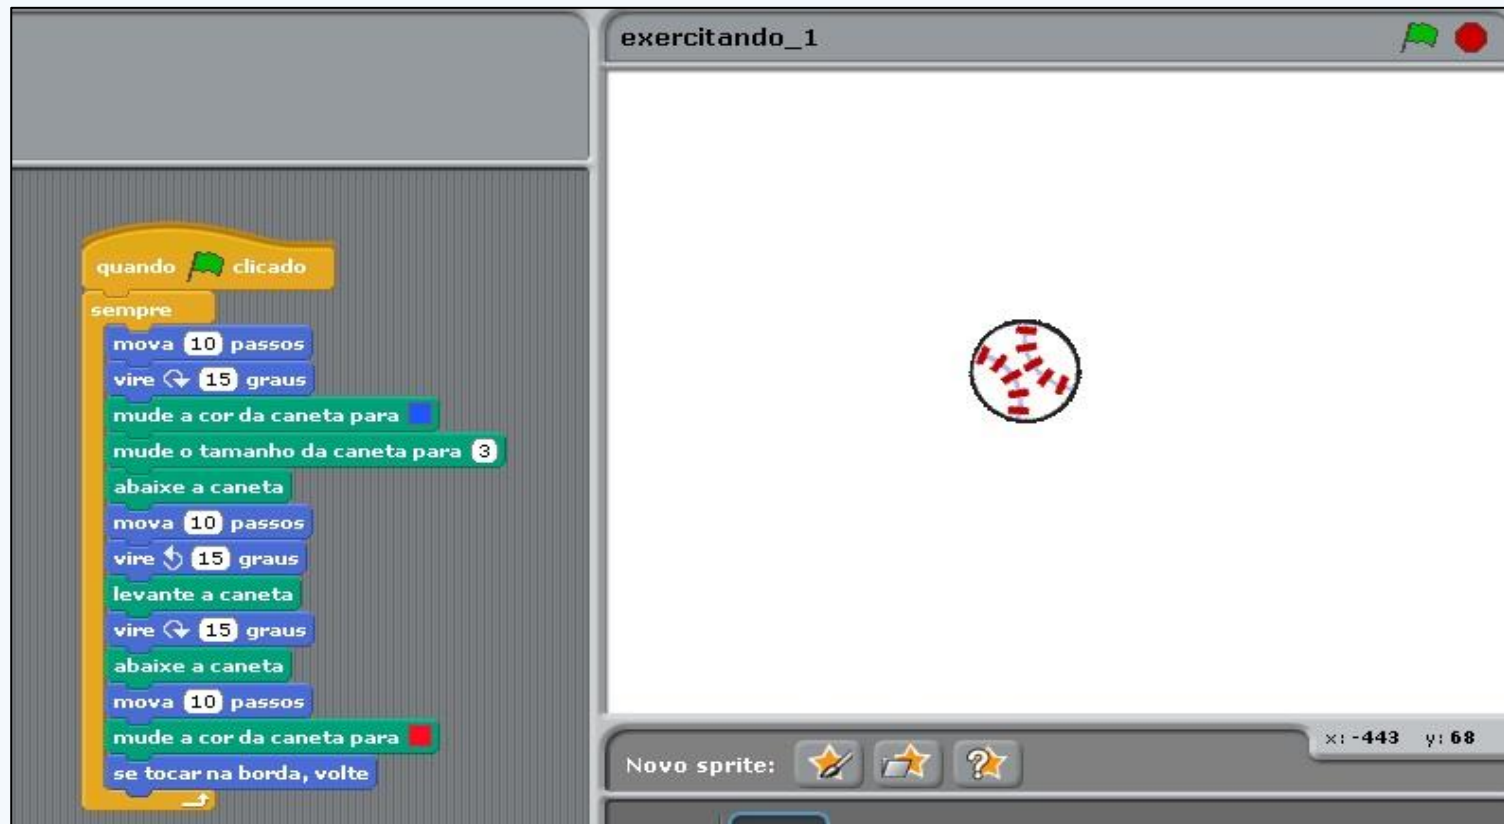 exercitando_1
quando clicado
sempre
mova 10 passos
vire 15 graus
mude a cor da caneta para
mude o tamanho da caneta para 3
abaixe a caneta
mova 10 passos
vire 15 graus
levante a caneta
vire 15 graus
abaixe a caneta
mova 10 passos
mude a cor da caneta para
se tocar na borda, volte
x: -443 y: 68
Novo sprite: